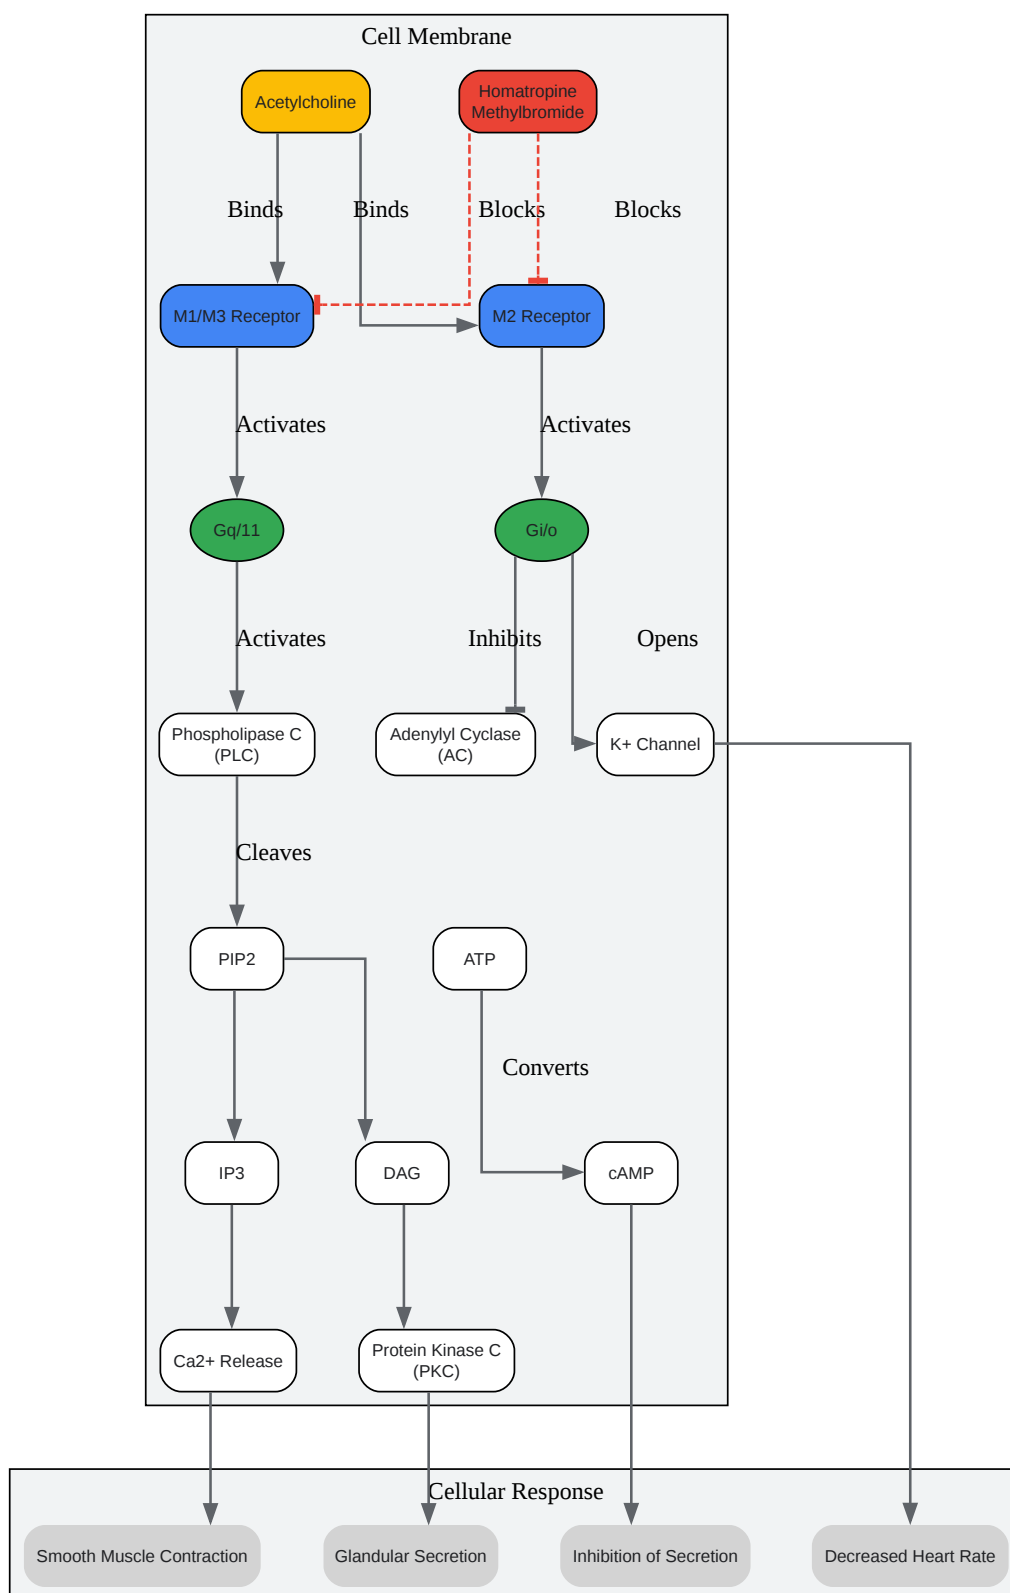 Cell Membrane
Acetylcholine
Homatropine
Methylbromide
Binds
Binds
Blocks
Blocks
M1/M3 Receptor
M2 Receptor
Activates
Activates
Gq/11
Gi/o
Activates
Inhibits
Opens
Phospholipase C
(PLC)
Adenylyl Cyclase
(AC)
K+ Channel
Cleaves
PIP2
ATP
Converts
IP3
DAG
cAMP
Ca2+ Release
Protein Kinase C
(PKC)
Cellular Response
Smooth Muscle Contraction
Glandular Secretion
Inhibition of Secretion
Decreased Heart Rate